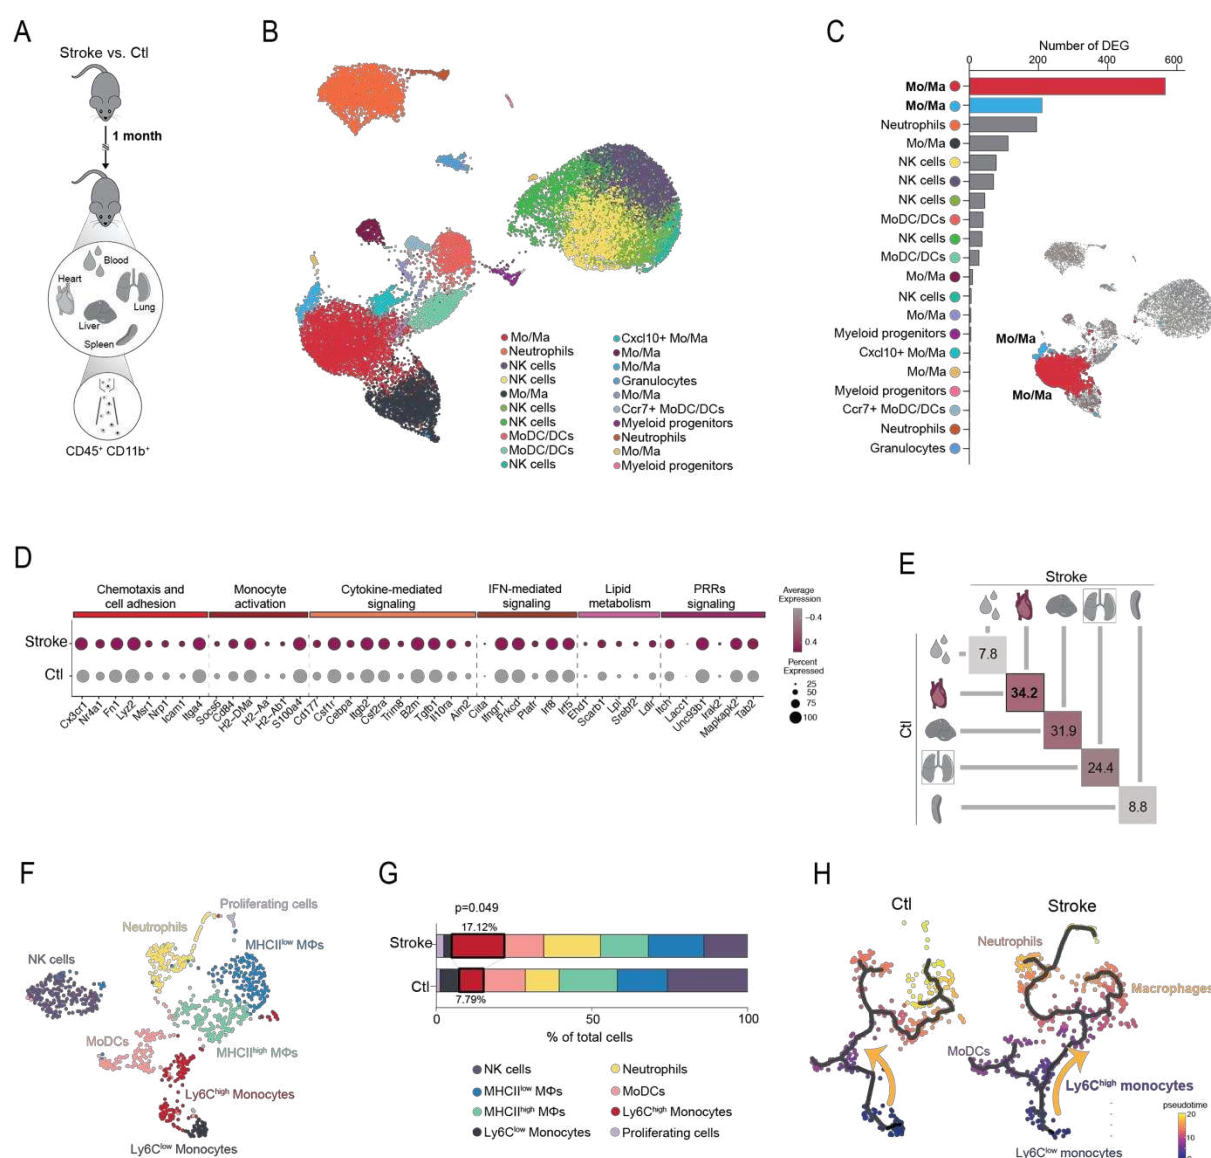 A
Stroke vs. Ctl
1 month
Blood
Heart
Lung
Liver
Spleen
CD45⁺ CD11b⁺
B
Mo/Ma
Neutrophils
NK cells
NK cells
Mo/Ma
NK cells
NK cells
MoDC/DCs
MoDC/DCs
NK cells
Cxcl10+ Mo/Ma
Mo/Ma
Mo/Ma
Granulocytes
Mo/Ma
Ccr7+ MoDC/DCs
Myeloid progenitors
Neutrophils
Mo/Ma
Myeloid progenitors
C
Number of DEG
0 200 400 600
Mo/Ma
Mo/Ma
Neutrophils
Mo/Ma
NK cells
NK cells
NK cells
MoDC/DCs
NK cells
MoDC/DCs
Mo/Ma
NK cells
Mo/Ma
Myeloid progenitors
Cxcl10+ Mo/Ma
Mo/Ma
Myeloid progenitors
Ccr7+ MoDC/DCs
Neutrophils
Granulocytes
Mo/Ma
Mo/Ma
D
Chemotaxis and
cell adhesion
Monocyte
activation
Cytokine-mediated
signaling
IFN-mediated
signaling
Lipid
metabolism
PRRs
signaling
Stroke
Ctl
Cx3cr1 Nr4a1 Fn1 Lyz2 Msr1 Nrp1 Icam1 Itga4 Socs6 Cd84 H2-DMa H2-Aa H2-Ab1 S100a4 Cd177 Csf1r Cebpa Itgb2 Csf2ra Trim8 B2m Tgfb1 Il10ra Aim2 Ciita Ifngr1 Prkcd Ptafr Irf8 Irf5 Ehd1 Scarb1 Lpl Srebf2 Ldlr Itch Lacc1 Unc93b1 Irak2 Mapkapk2 Tab2
Average
Expression
−0.4
0.4
Percent
Expressed
25
50
75
100
E
Stroke
Ctl
7.8
34.2
31.9
24.4
8.8
F
Proliferating cells
Neutrophils
MHCIIˡᵒʷ MΦs
NK cells
MoDCs
MHCIIʰⁱᵍʰ MΦs
Ly6Cʰⁱᵍʰ Monocytes
Ly6Cˡᵒʷ Monocytes
G
p=0.049
17.12%
Stroke
Ctl
7.79%
0 50 100
% of total cells
NK cells
MHCIIˡᵒʷ MΦs
MHCIIʰⁱᵍʰ MΦs
Ly6Cˡᵒʷ Monocytes
Neutrophils
MoDCs
Ly6Cʰⁱᵍʰ Monocytes
Proliferating cells
H
Ctl
Stroke
Neutrophils
Macrophages
MoDCs
Ly6Cʰⁱᵍʰ monocytes
Ly6Cˡᵒʷ monocytes
pseudotime
20
10
0